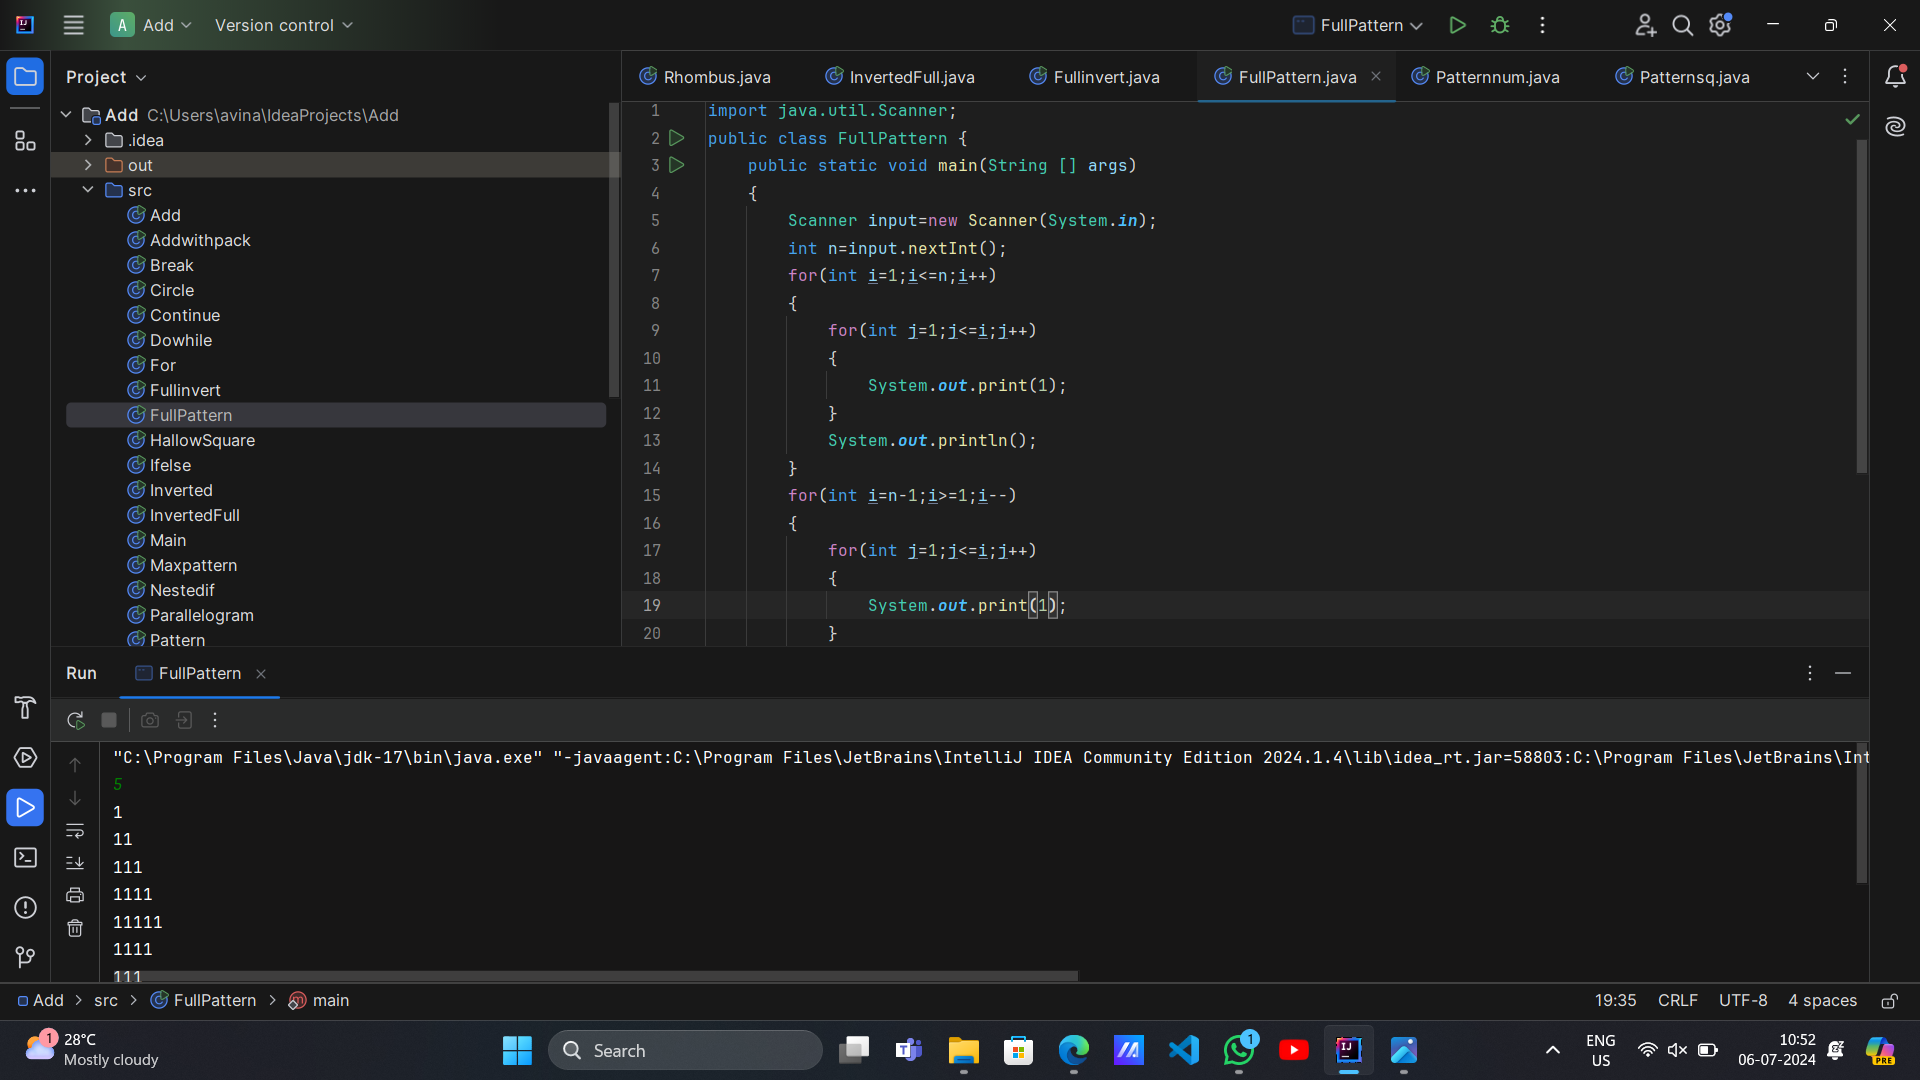 A Add Version control FullPattern
Project
Rhombus.java InvertedFull.java Fullinvert.java FullPattern.java Patternnum.java Patternsq.java
Add C:\Users\avina\IdeaProjects\Add
.idea
out
src
Add
Addwithpack
Break
Circle
Continue
Dowhile
For
Fullinvert
FullPattern
HallowSquare
Ifelse
Inverted
InvertedFull
Main
Maxpattern
Nestedif
Parallelogram
Pattern
1 import java.util.Scanner;
2 public class FullPattern {
3 public static void main(String [] args)
4 {
5 Scanner input=new Scanner(System.in);
6 int n=input.nextInt();
7 for(int i=1;i<=n;i++)
8 {
9 for(int j=1;j<=i;j++)
10 {
11 System.out.print(1);
12 }
13 System.out.println();
14 }
15 for(int i=n-1;i>=1;i--)
16 {
17 for(int j=1;j<=i;j++)
18 {
19 System.out.print(1);
20 }
Run FullPattern
"C:\Program Files\Java\jdk-17\bin\java.exe" "-javaagent:C:\Program Files\JetBrains\IntelliJ IDEA Community Edition 2024.1.4\lib\idea_rt.jar=58803:C:\Program Files\JetBrains\Int
5
1
11
111
1111
11111
1111
111
Add > src > FullPattern > main 19:35 CRLF UTF-8 4 spaces
1 28°C
Mostly cloudy
Search
1
ENG
US
10:52
06-07-2024
PRE